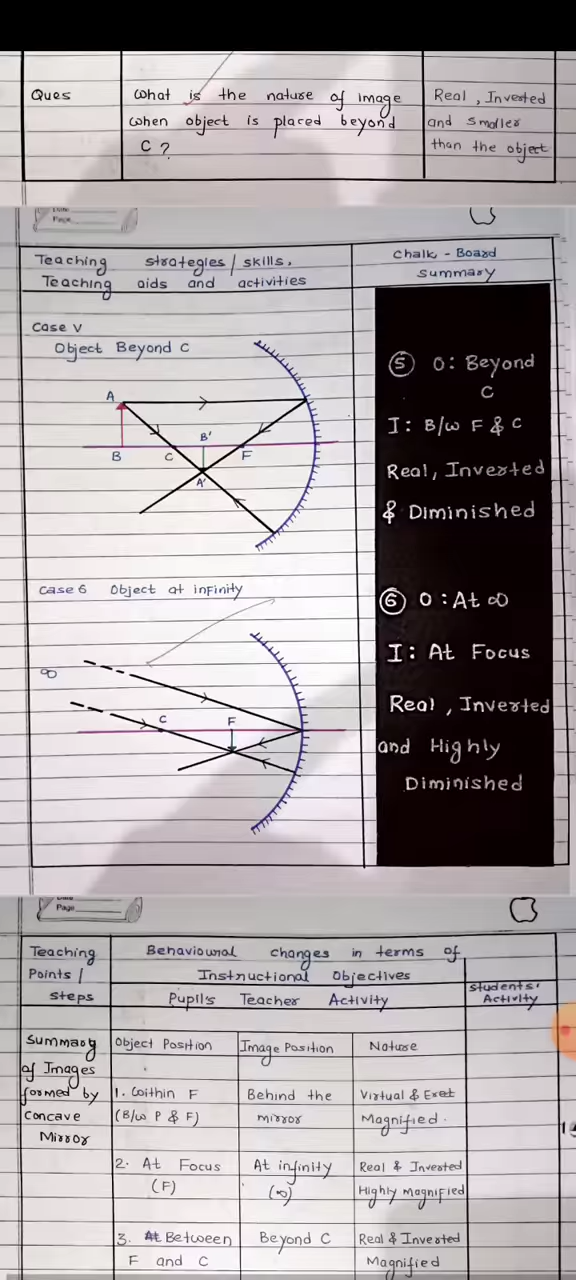 Ques
What is the nature of image
when object is placed beyond
C ?
Real , Inverted
and smaller
than the object
Page
Teaching strategies / skills,
Teaching aids and activities
Chalk - Board
Summary
Case V
Object Beyond C
A
B
C
B'
A'
F
⑤ O: Beyond
C
I: B/w F & C
Real, Inverted
& Diminished
Case 6 Object at infinity
∞
C
F
⑥ O : At ∞
I: At Focus
Real , Inverted
and Highly
Diminished
Page
Teaching
Points /
steps
Behavioural changes in terms of
Instructional Objectives
Pupil's Teacher Activity
Students'
Activity
Summary
of Images
formed by
Concave
Mirror
Object Position
Image Position
Nature
1. Within F
(B/w P & F)
Behind the
mirror
Virtual & Eret
Magnified.
2. At Focus
(F)
At infinity
(∞)
Real & Inverted
Highly Magnified
3. Between
F and C
Beyond C
Real & Inverted
Magnified